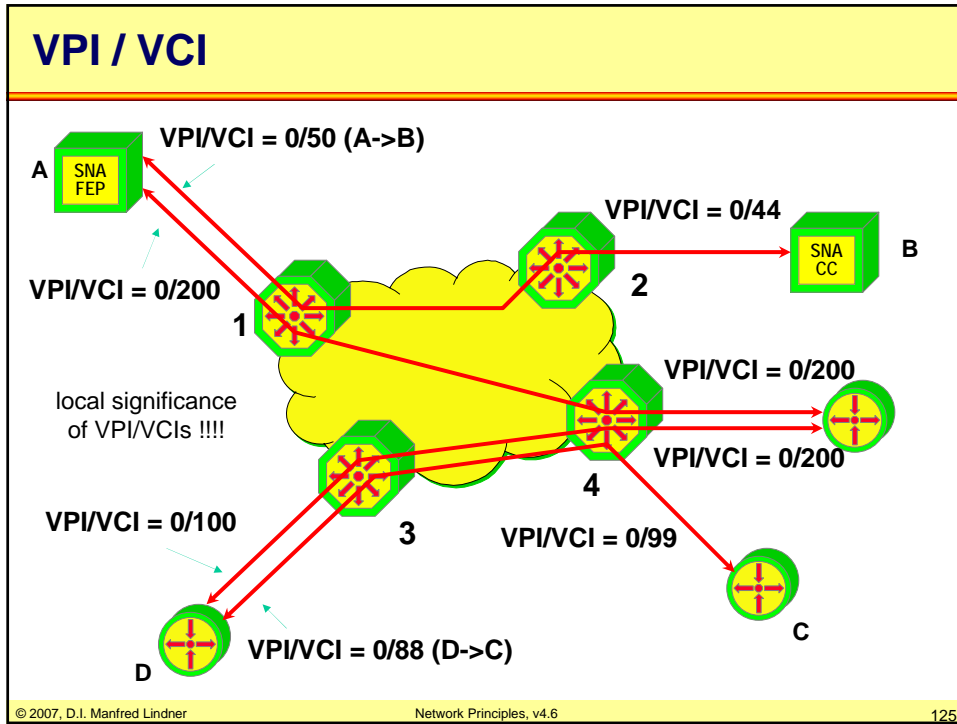 VPI / VCI
VPI/VCI = 0/50 (A->B)
A
SNA
FEP
VPI/VCI = 0/44
SNA
CC
B
VPI/VCI = 0/200
2
1
VPI/VCI = 0/200
local significance
of VPI/VCIs !!!!
VPI/VCI = 0/200
4
VPI/VCI = 0/100
3
VPI/VCI = 0/99
C
VPI/VCI = 0/88 (D->C)
D
© 2007, D.I. Manfred Lindner
Network Principles, v4.6
125